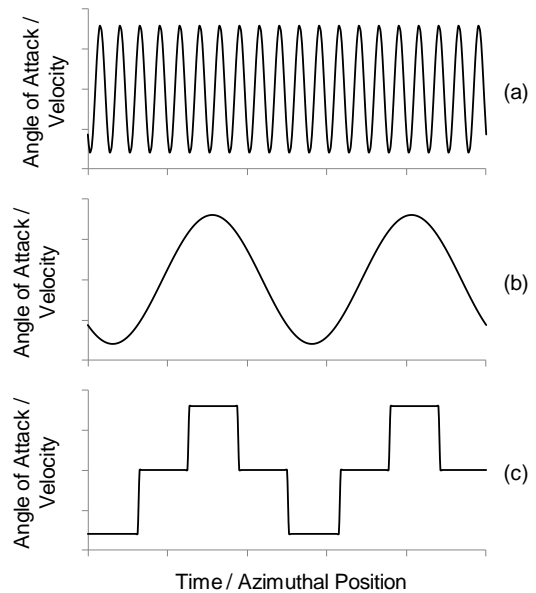 Angle of Attack /
Velocity
(a)
Angle of Attack /
Velocity
(b)
Angle of Attack /
Velocity
(c)
Time / Azimuthal Position